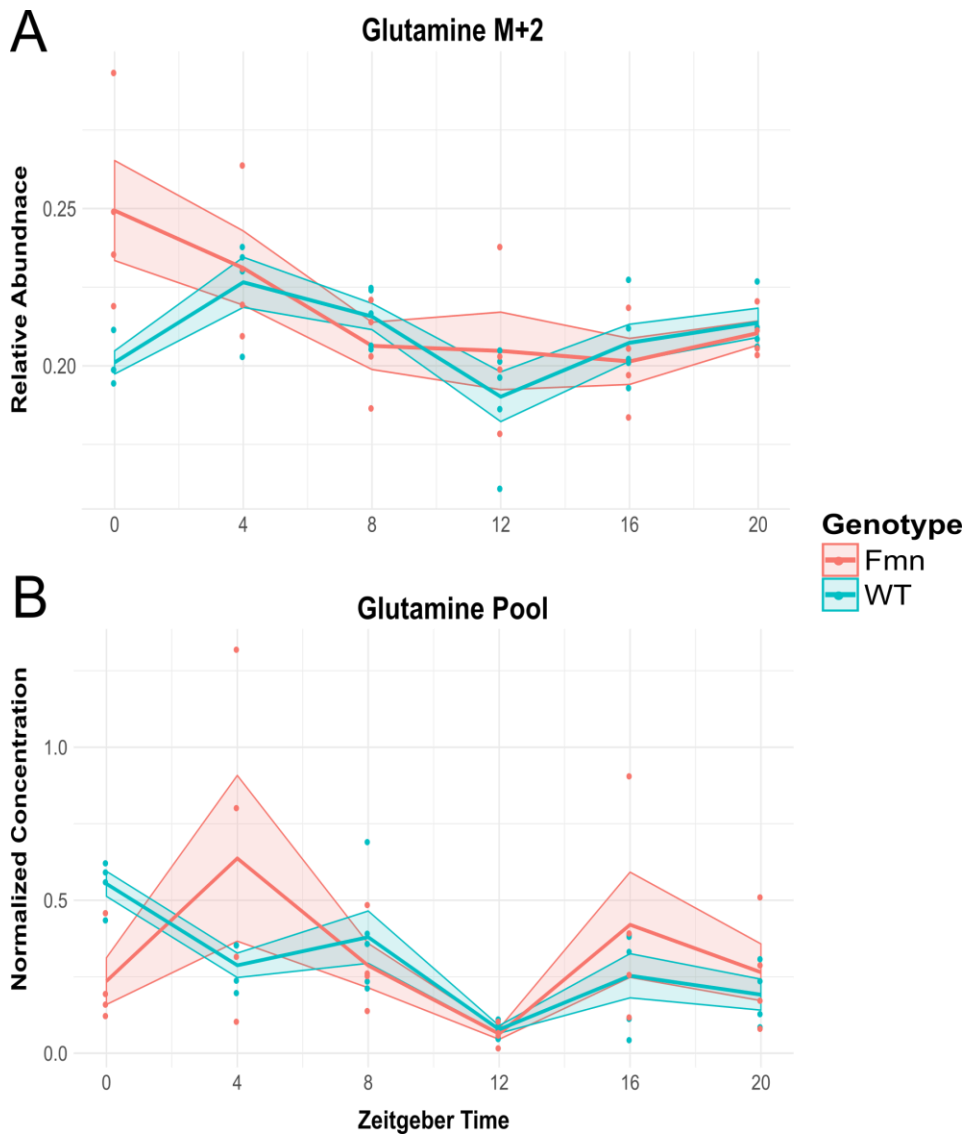 A
Glutamine M+2
Relative Abundnace
0.25
0.20
0 4 8 12 16 20
Genotype
Fmn
WT
B
Glutamine Pool
Normalized Concentration
1.0
0.5
0.0
0 4 8 12 16 20
Zeitgeber Time